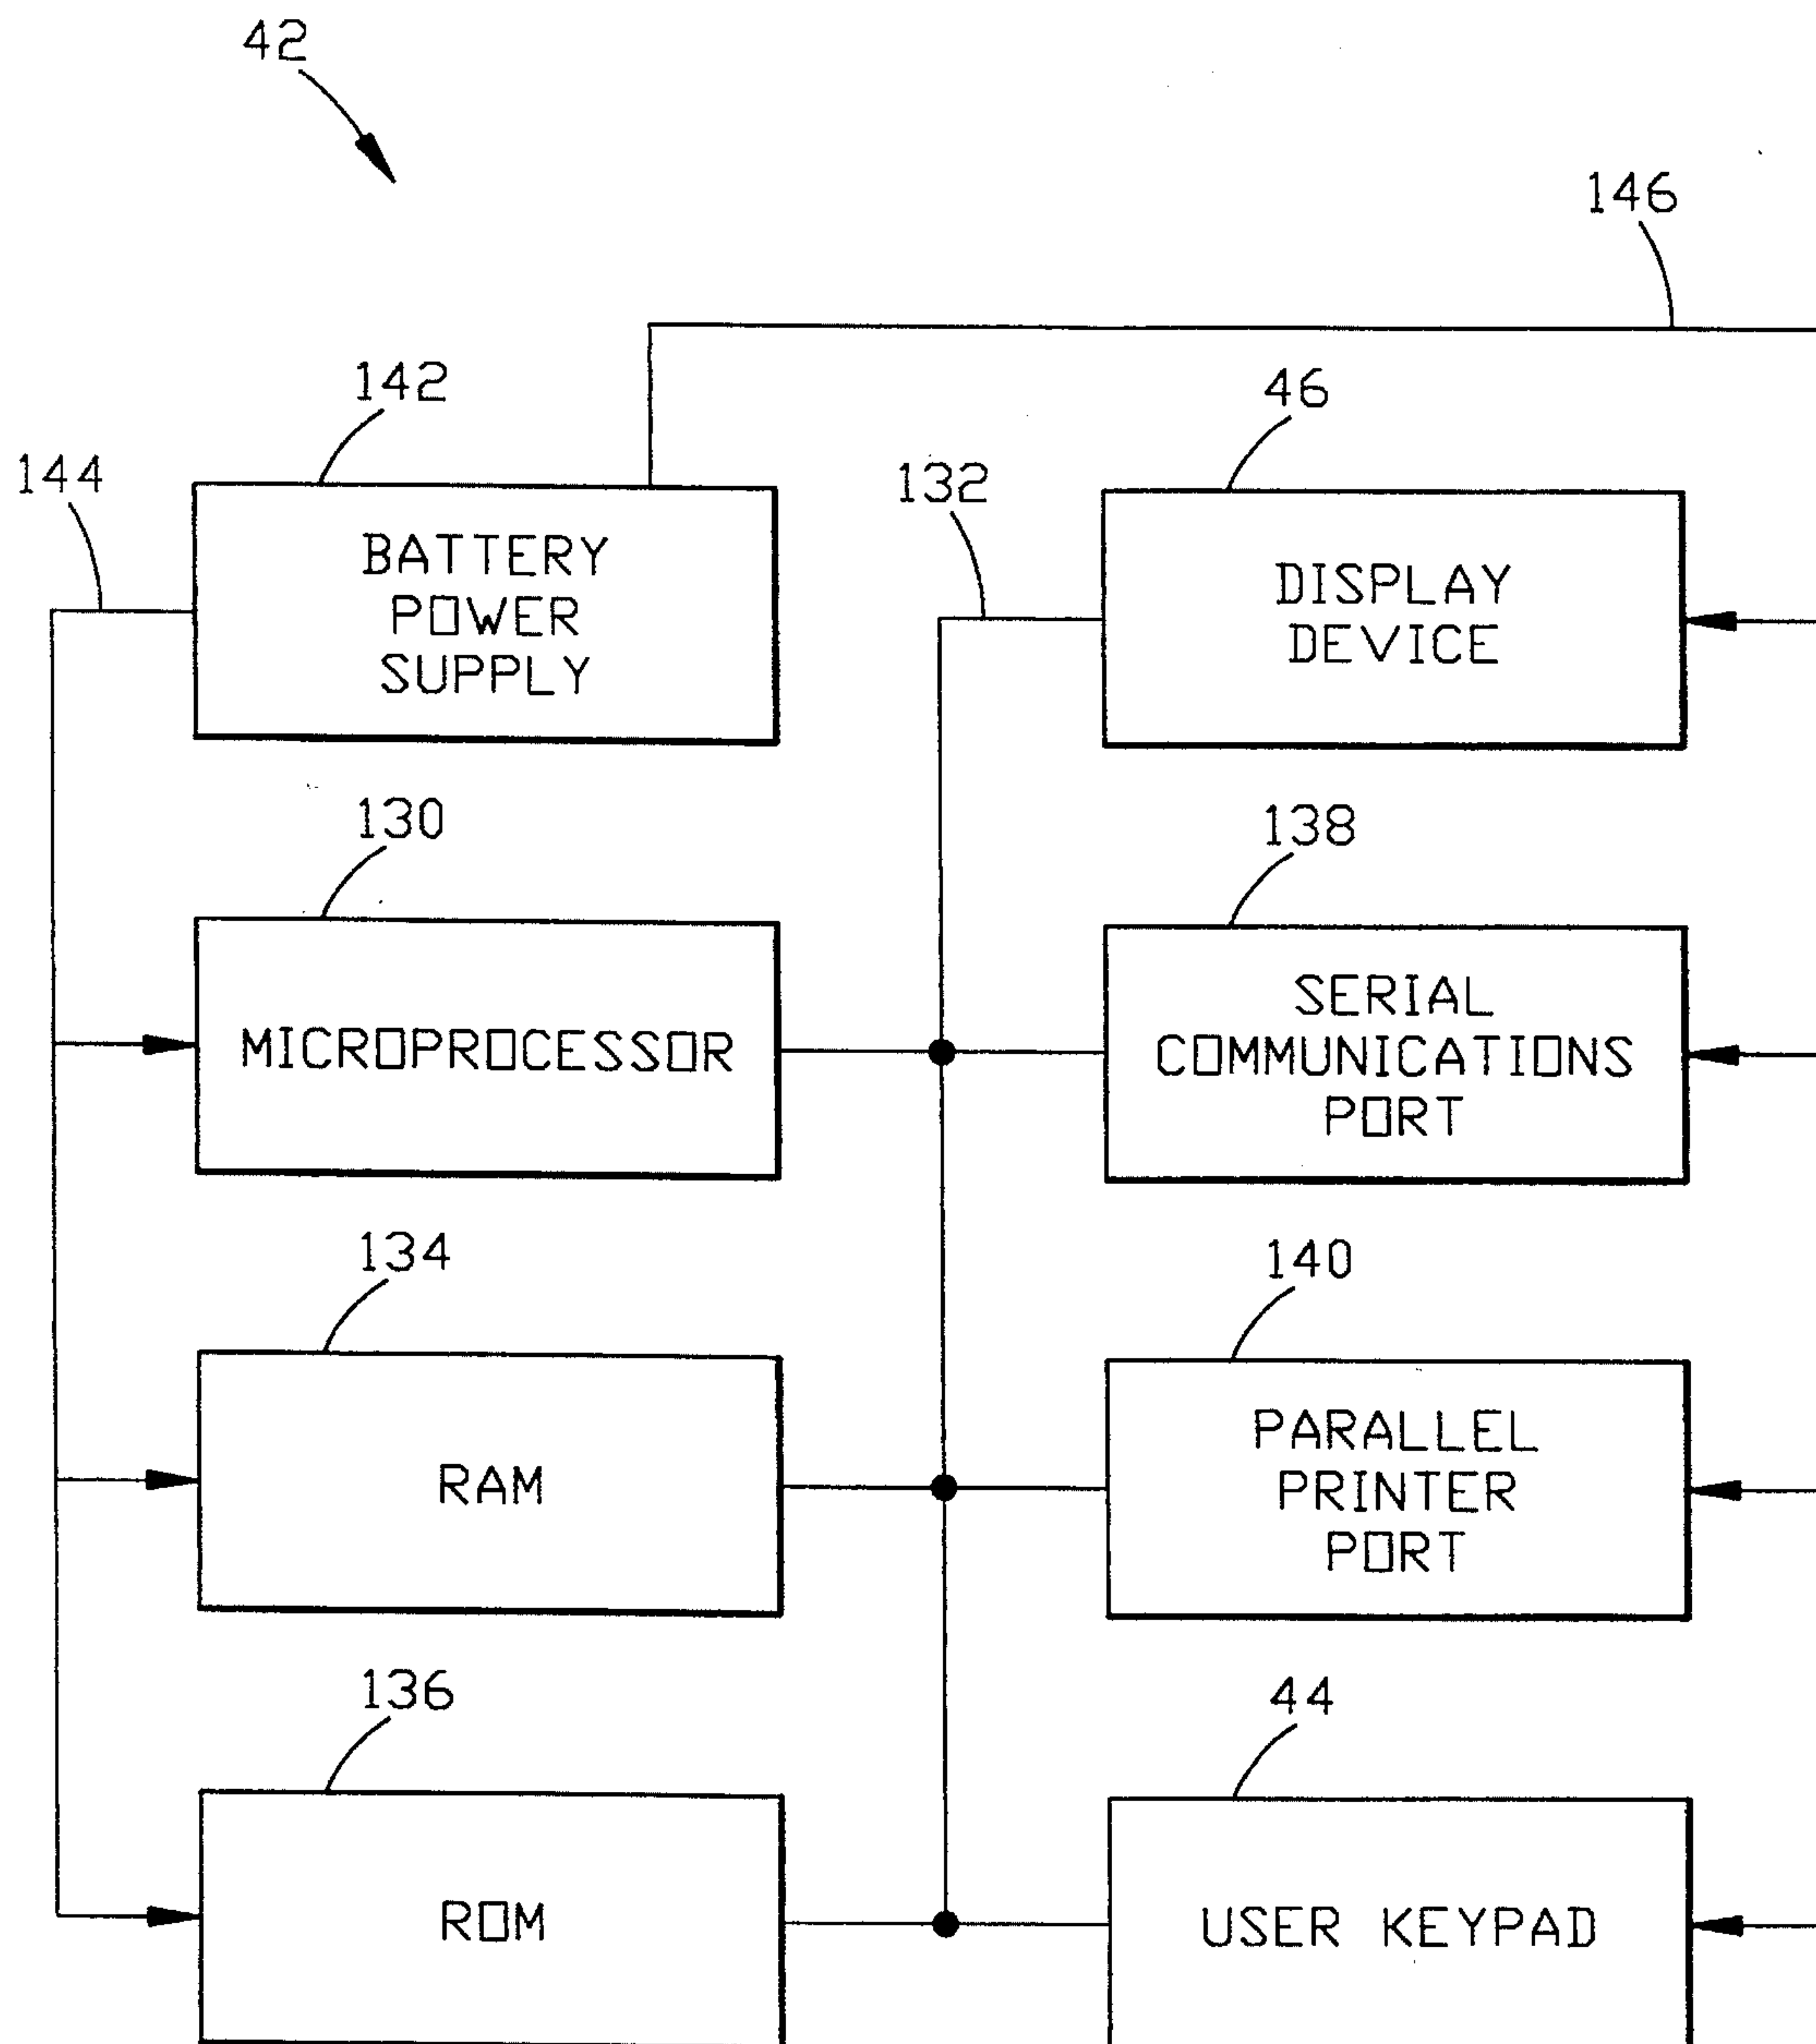 42
146
142
46
144
132
BATTERY
POWER
SUPPLY
DISPLAY
DEVICE
130
138
MICROPROCESSOR
SERIAL
COMMUNICATIONS
PORT
134
140
RAM
PARALLEL
PRINTER
PORT
136
44
ROM
USER KEYPAD